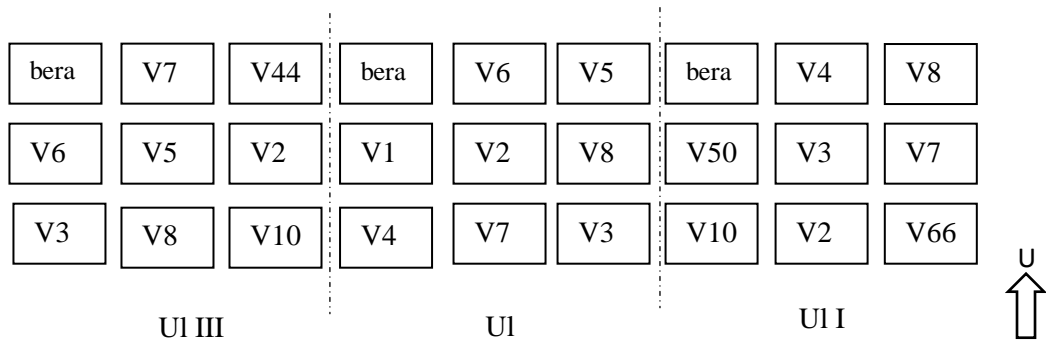 bera V7 V44 bera V6 V5 bera V4 V8
V6 V5 V2 V1 V2 V8 V50 V3 V7
V3 V8 V10 V4 V7 V3 V10 V2 V66
U
Ul III Ul Ul I